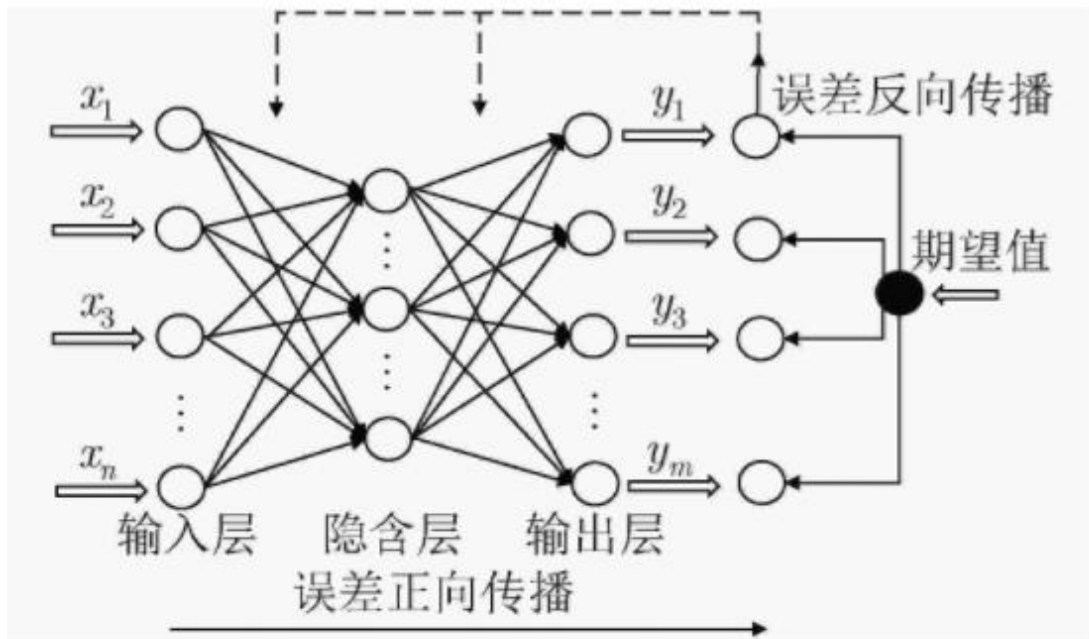 x₁ y₁ 误差反向传播
x₂ y₂
期望值
x₃ y₃
xₙ yₘ
输入层 隐含层 输出层
误差正向传播